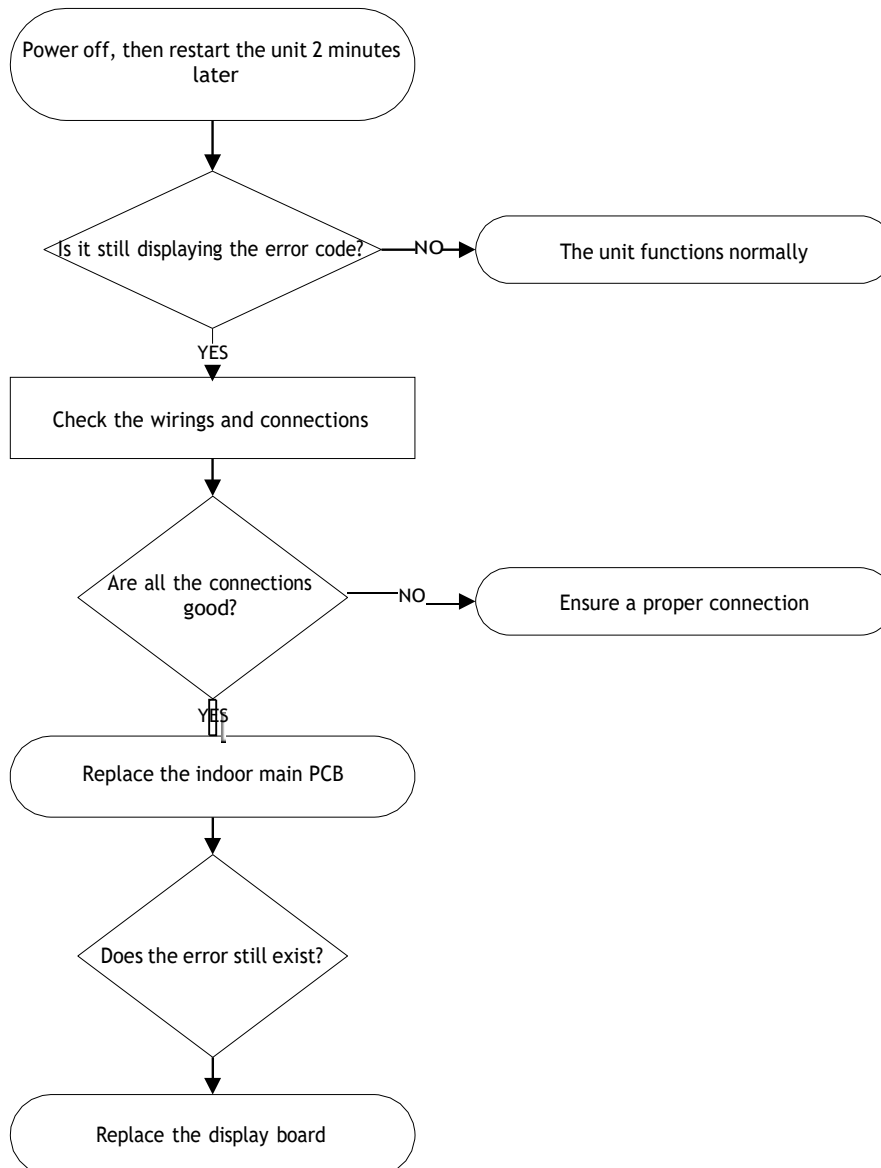 Power off, then restart the unit 2 minutes
later
Is it still displaying the error code?
NO
The unit functions normally
YES
Check the wirings and connections
Are all the connections
good?
NO
Ensure a proper connection
YES
Replace the indoor main PCB
Does the error still exist?
Replace the display board